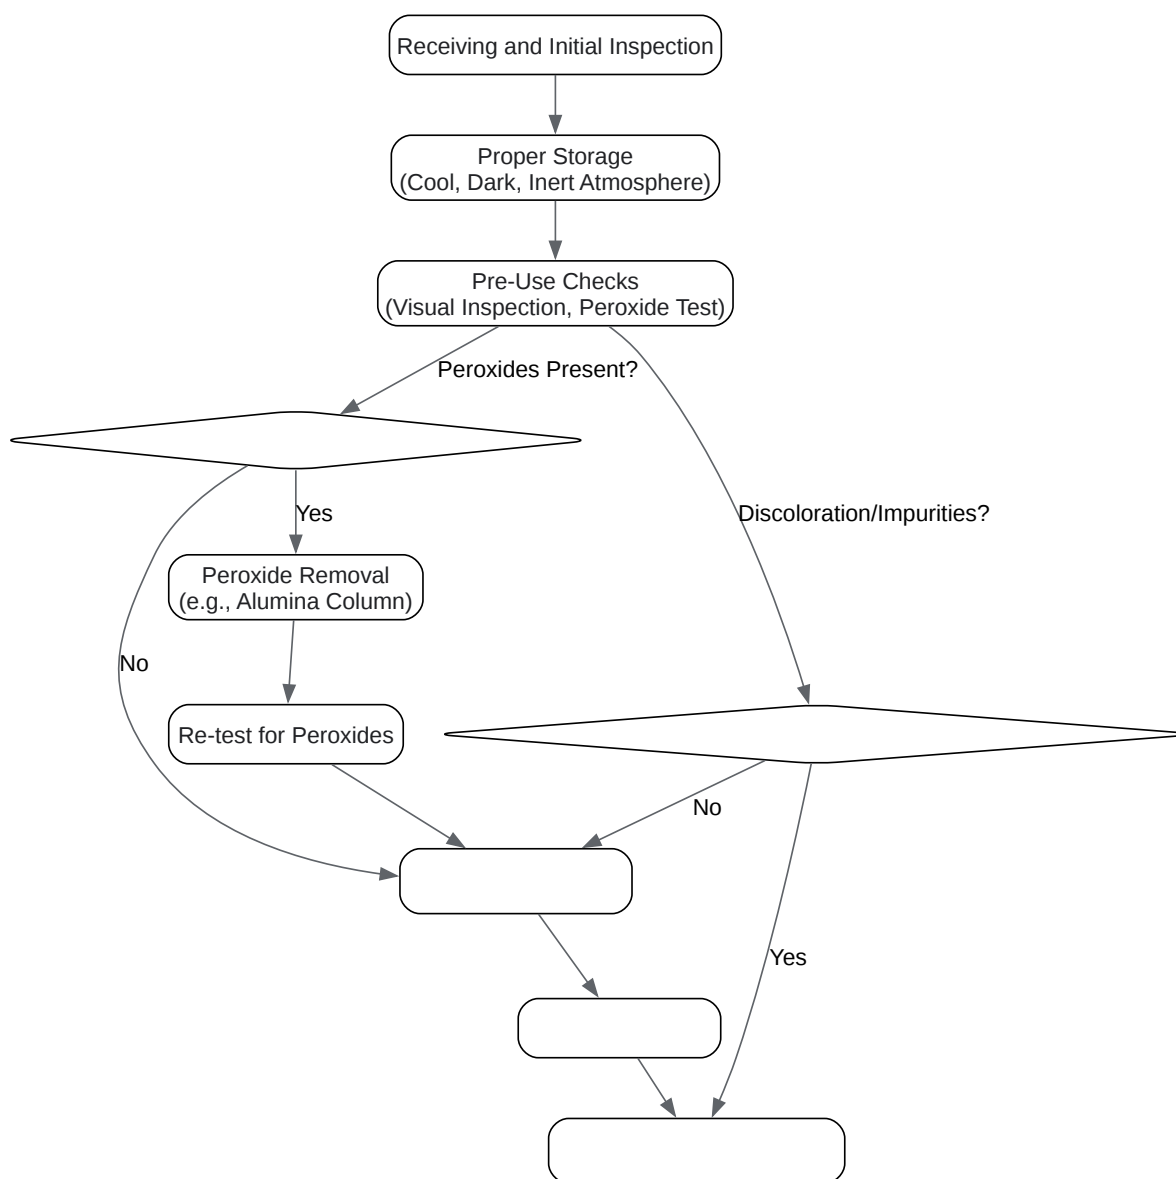 Receiving and Initial Inspection
Proper Storage
(Cool, Dark, Inert Atmosphere)
Pre-Use Checks
(Visual Inspection, Peroxide Test)
Peroxides Present?
Yes
Discoloration/Impurities?
Peroxide Removal
(e.g., Alumina Column)
No
Re-test for Peroxides
No
Yes